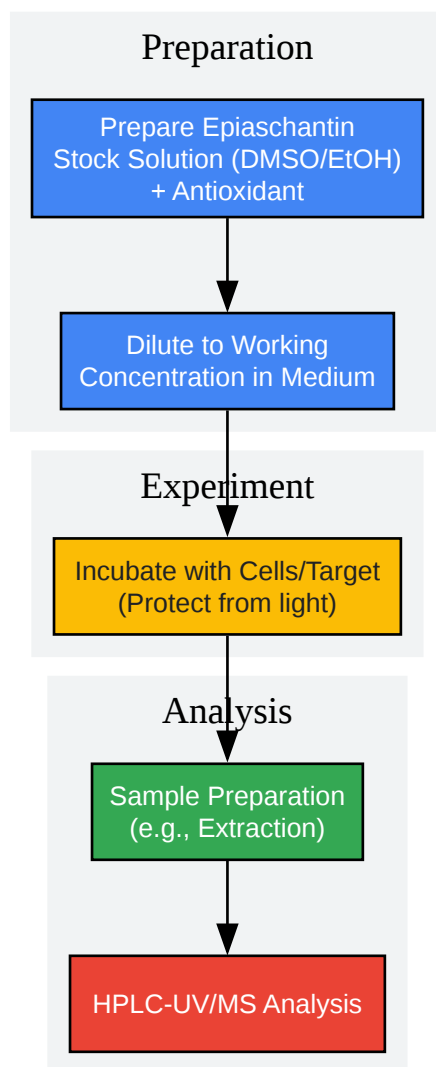 Preparation
Prepare Epiaschantin
Stock Solution (DMSO/EtOH)
+ Antioxidant
Dilute to Working
Concentration in Medium
Experiment
Incubate with Cells/Target
(Protect from light)
Analysis
Sample Preparation
(e.g., Extraction)
HPLC-UV/MS Analysis